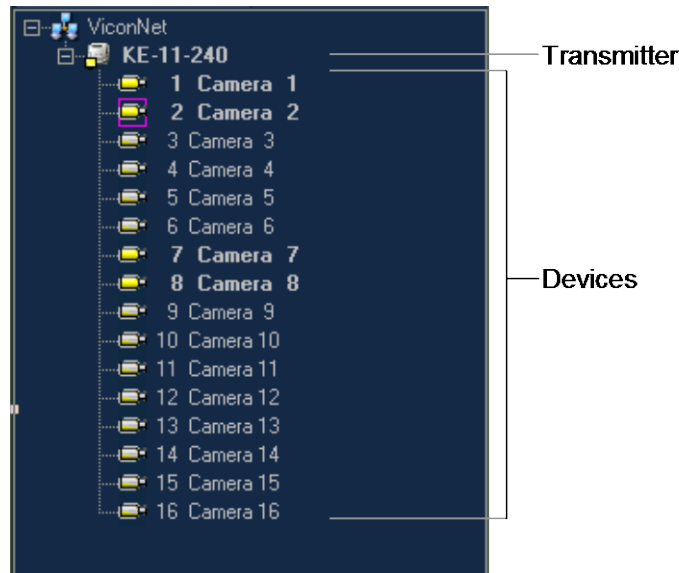 ViconNet
KE-11-240
Transmitter
1 Camera 1
2 Camera 2
3 Camera 3
4 Camera 4
5 Camera 5
6 Camera 6
7 Camera 7
8 Camera 8
Devices
9 Camera 9
10 Camera 10
11 Camera 11
12 Camera 12
13 Camera 13
14 Camera 14
15 Camera 15
16 Camera 16